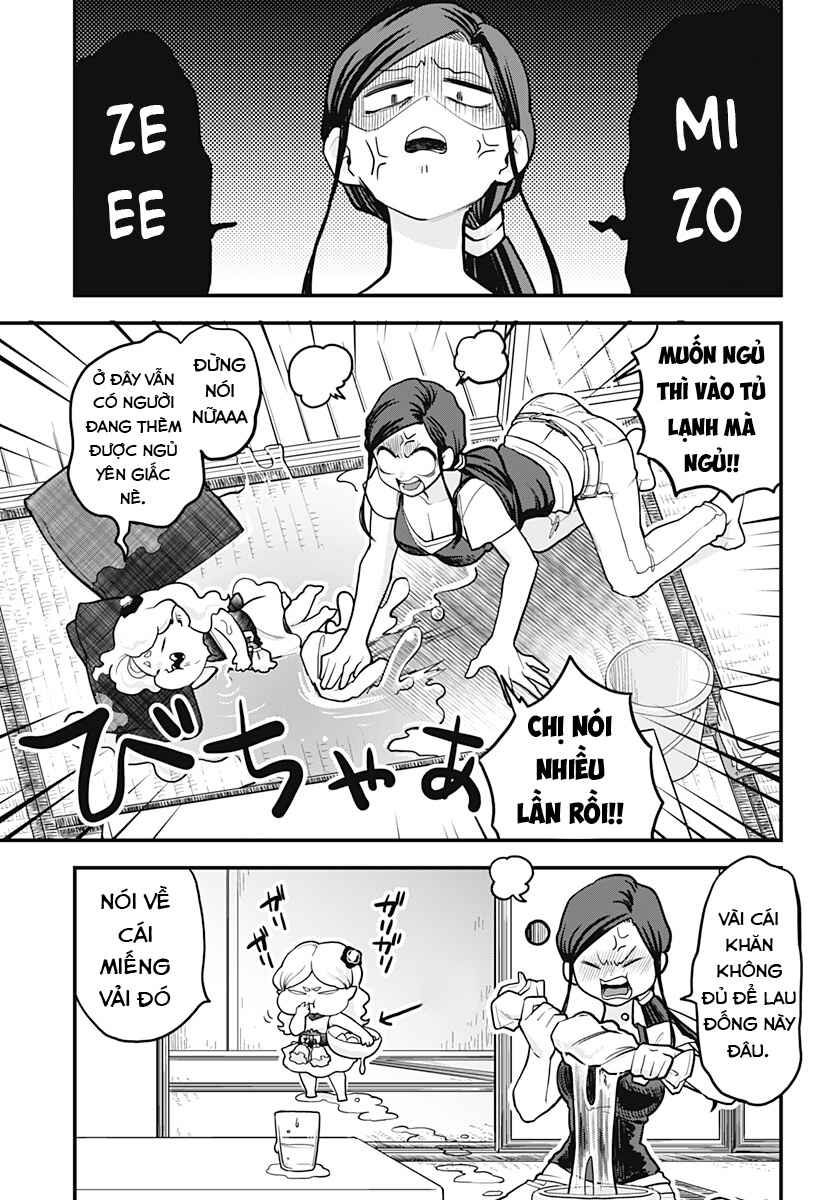 MI
ZO
ZE
EE
MUỐN NGỦ
THÌ VÀO TỦ
LẠNH MÀ
NGỦ!!
ĐỪNG
NÓI
NỮAAA
Ở ĐÂY VẪN
CÓ NGƯỜI
ĐANG THÈM
ĐƯỢC NGỦ
YÊN GIẤC
NÈ.
CHỊ NÓI
NHIỀU
LẦN RỒI!!
びちゃあ
VÀI CÁI
KHĂN
KHÔNG
ĐỦ ĐỂ LAU
ĐỐNG NÀY
ĐÂU.
NÓI VỀ
CÁI
MIẾNG
VẢI ĐÓ